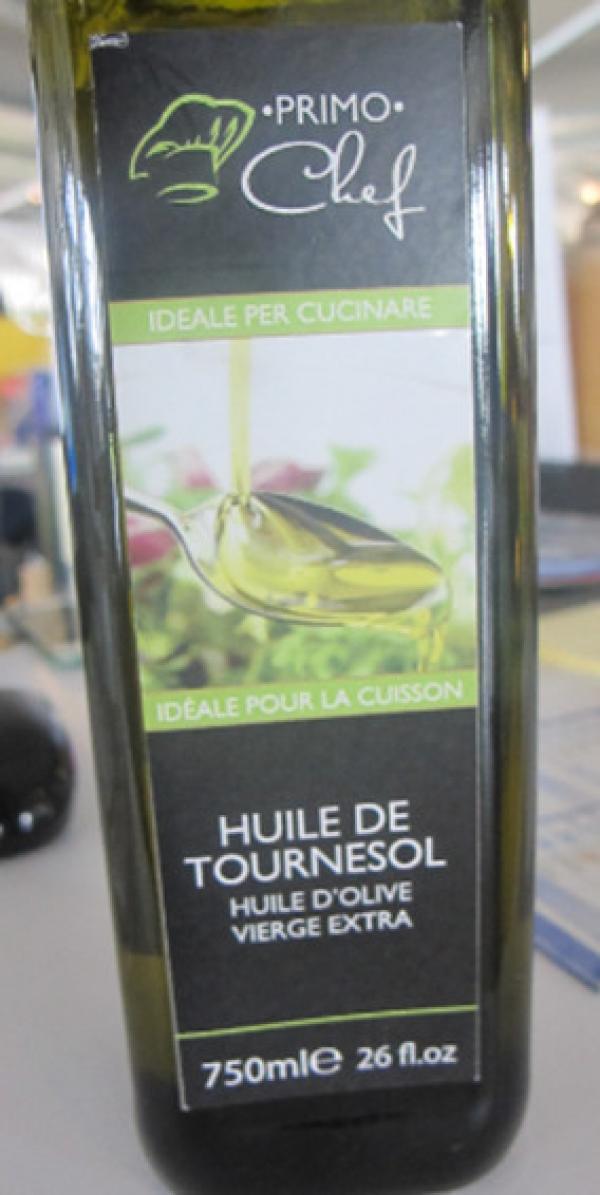 •PRIMO•
Chef
IDEALE PER CUCINARE
IDÉALE POUR LA CUISSON
HUILE DE
TOURNESOL
HUILE D'OLIVE
VIERGE EXTRA
750ml℮ 26 fl.oz